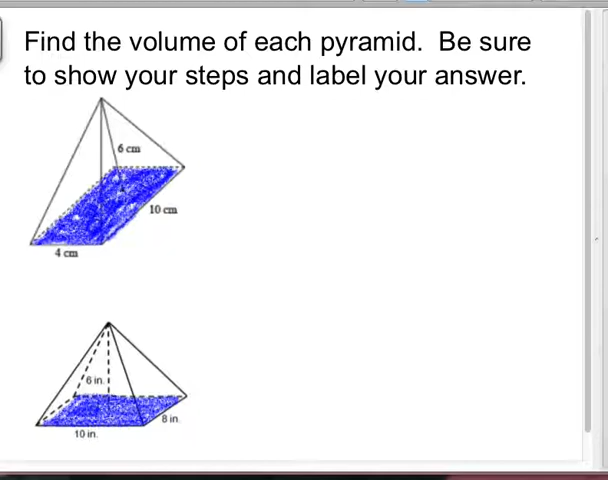 Find the volume of each pyramid.  Be sure
to show your steps and label your answer.
6 cm
10 cm
4 cm
6 in.
8 in
10 in.